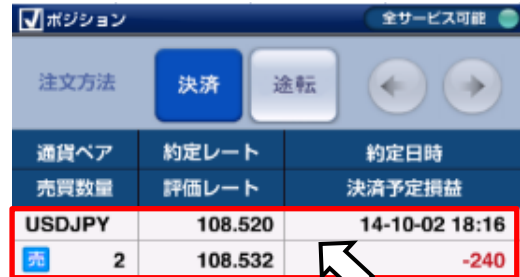 ポジション 全サービス可能
注文方法 決済 途転
通貨ペア 約定レート 約定日時
売買数量 評価レート 決済予定損益
USDJPY 108.520 14-10-02 18:16
売 2 108.532 -240